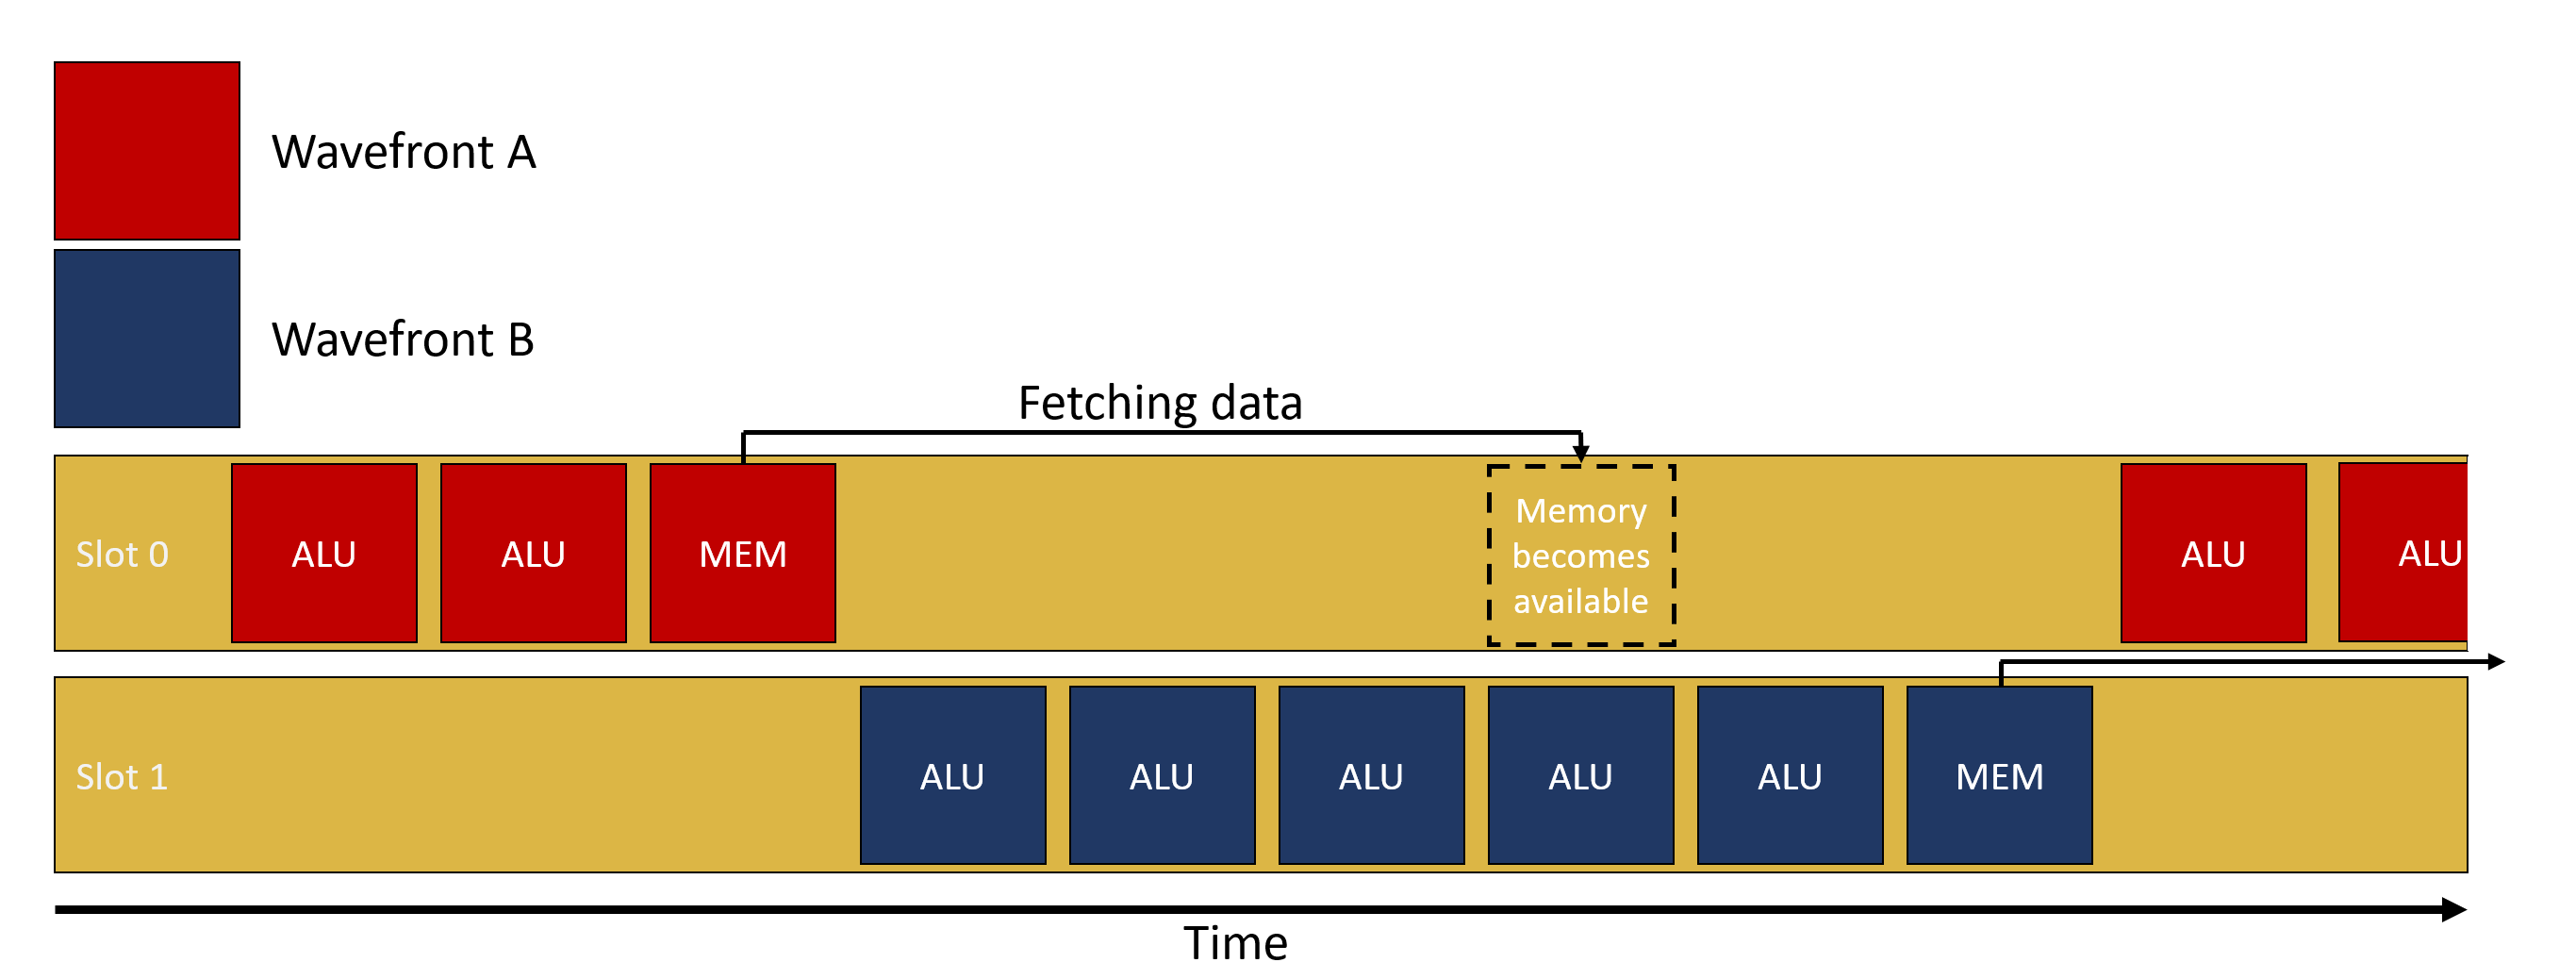 Wavefront A
Wavefront B
Fetching data
Slot 0
ALU
ALU
MEM
Memory
becomes
available
ALU
ALU
Slot 1
ALU
ALU
ALU
ALU
ALU
MEM
Time